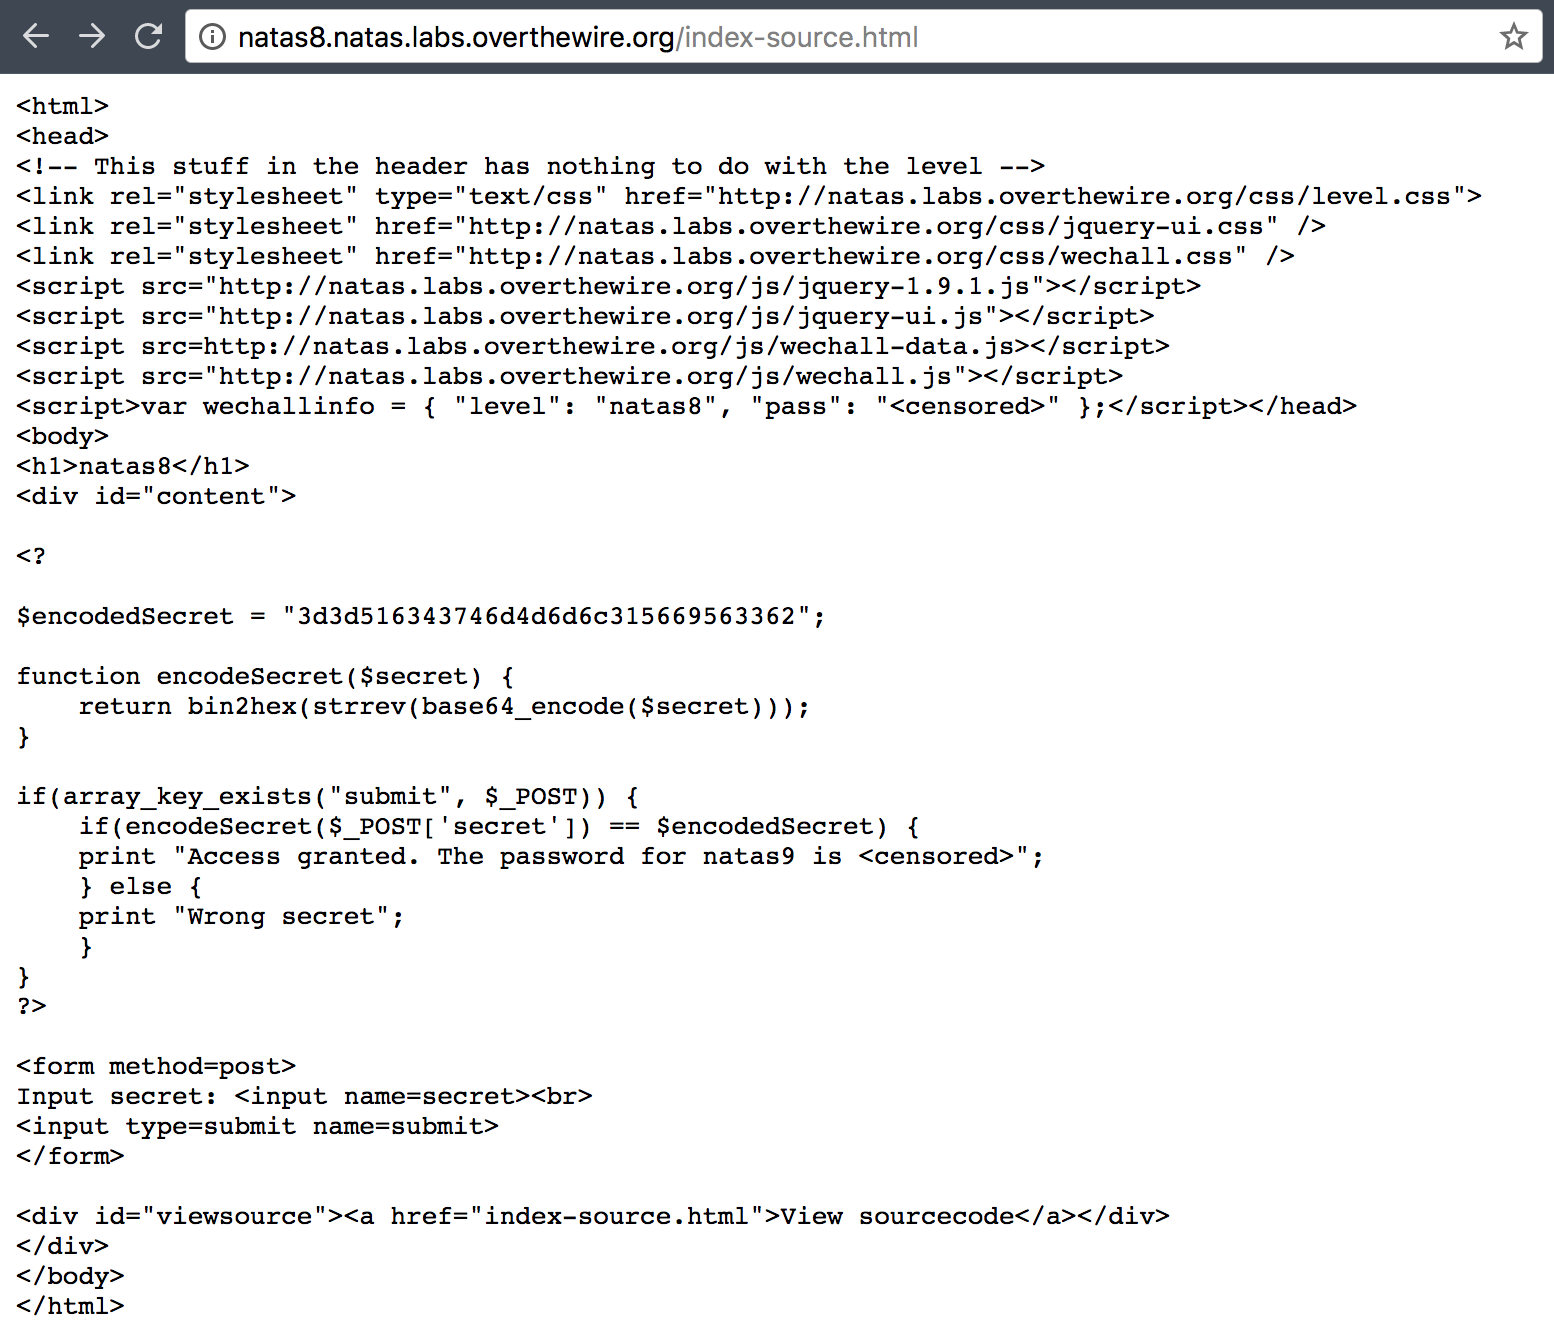 natas8.natas.labs.overthewire.org/index-source.html
<html>
<head>
<!-- This stuff in the header has nothing to do with the level -->
<link rel="stylesheet" type="text/css" href="http://natas.labs.overthewire.org/css/level.css">
<link rel="stylesheet" href="http://natas.labs.overthewire.org/css/jquery-ui.css" />
<link rel="stylesheet" href="http://natas.labs.overthewire.org/css/wechall.css" />
<script src="http://natas.labs.overthewire.org/js/jquery-1.9.1.js"></script>
<script src="http://natas.labs.overthewire.org/js/jquery-ui.js"></script>
<script src=http://natas.labs.overthewire.org/js/wechall-data.js></script>
<script src="http://natas.labs.overthewire.org/js/wechall.js"></script>
<script>var wechallinfo = { "level": "natas8", "pass": "<censored>" };</script></head>
<body>
<h1>natas8</h1>
<div id="content">
<?
$encodedSecret = "3d3d516343746d4d6d6c315669563362";
function encodeSecret($secret) {
    return bin2hex(strrev(base64_encode($secret)));
}
if(array_key_exists("submit", $_POST)) {
    if(encodeSecret($_POST['secret']) == $encodedSecret) {
    print "Access granted. The password for natas9 is <censored>";
    } else {
    print "Wrong secret";
    }
}
?>
<form method=post>
Input secret: <input name=secret><br>
<input type=submit name=submit>
</form>
<div id="viewsource"><a href="index-source.html">View sourcecode</a></div>
</div>
</body>
</html>